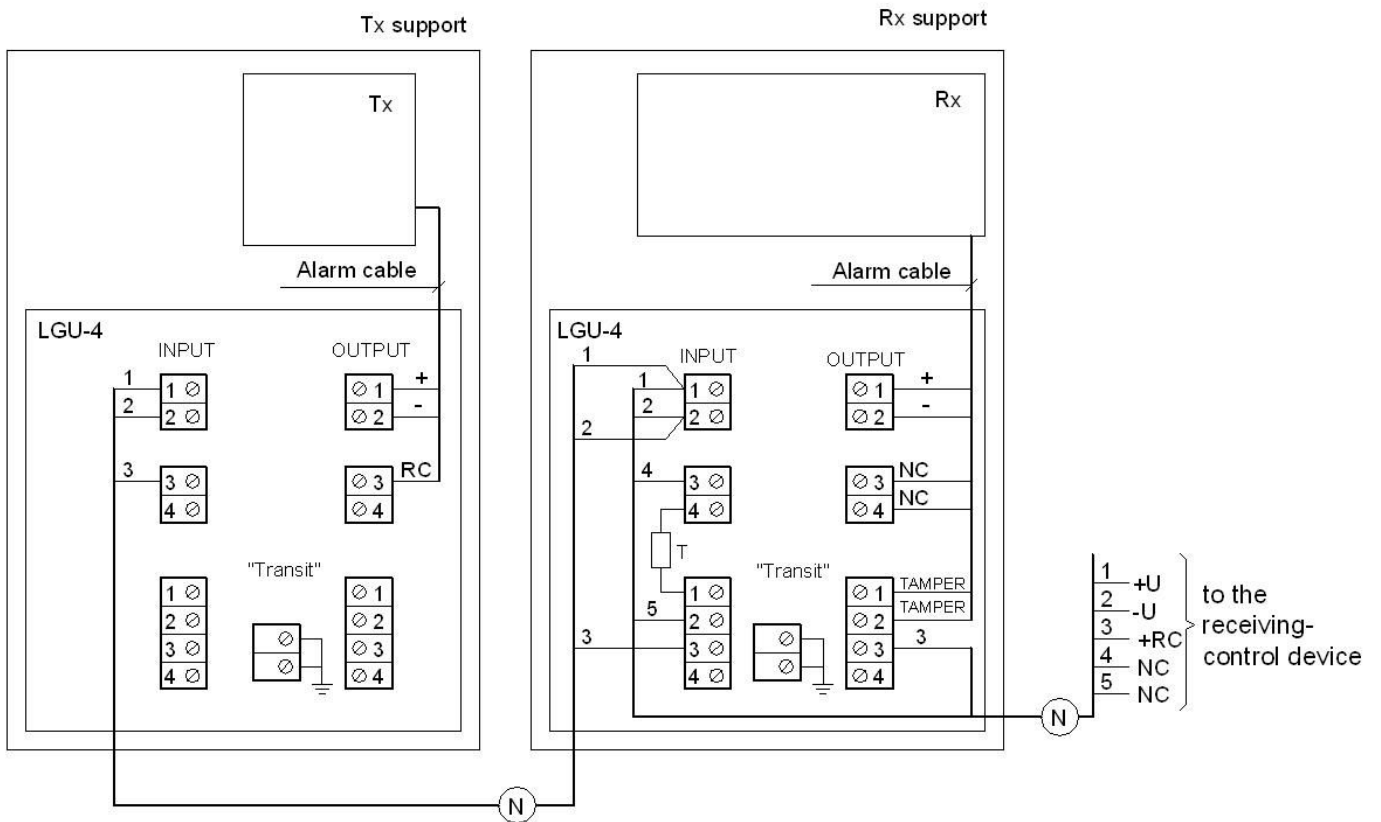 Tx support
Tx
Alarm cable
LGU-4
INPUT
OUTPUT
1
1
1
+
2
2
2
-
3
3
3
RC
4
4
"Transit"
1
1
2
2
3
3
4
4
N
Rx support
Rx
Alarm cable
LGU-4
1
INPUT
OUTPUT
1
1
1
+
2
2
2
-
2
4
3
3
NC
4
4
NC
T
"Transit"
1
1
TAMPER
5
2
2
TAMPER
3
3
3
3
4
4
N
1 +U
2 -U
3 +RC
4 NC
5 NC
to the
receiving-
control device